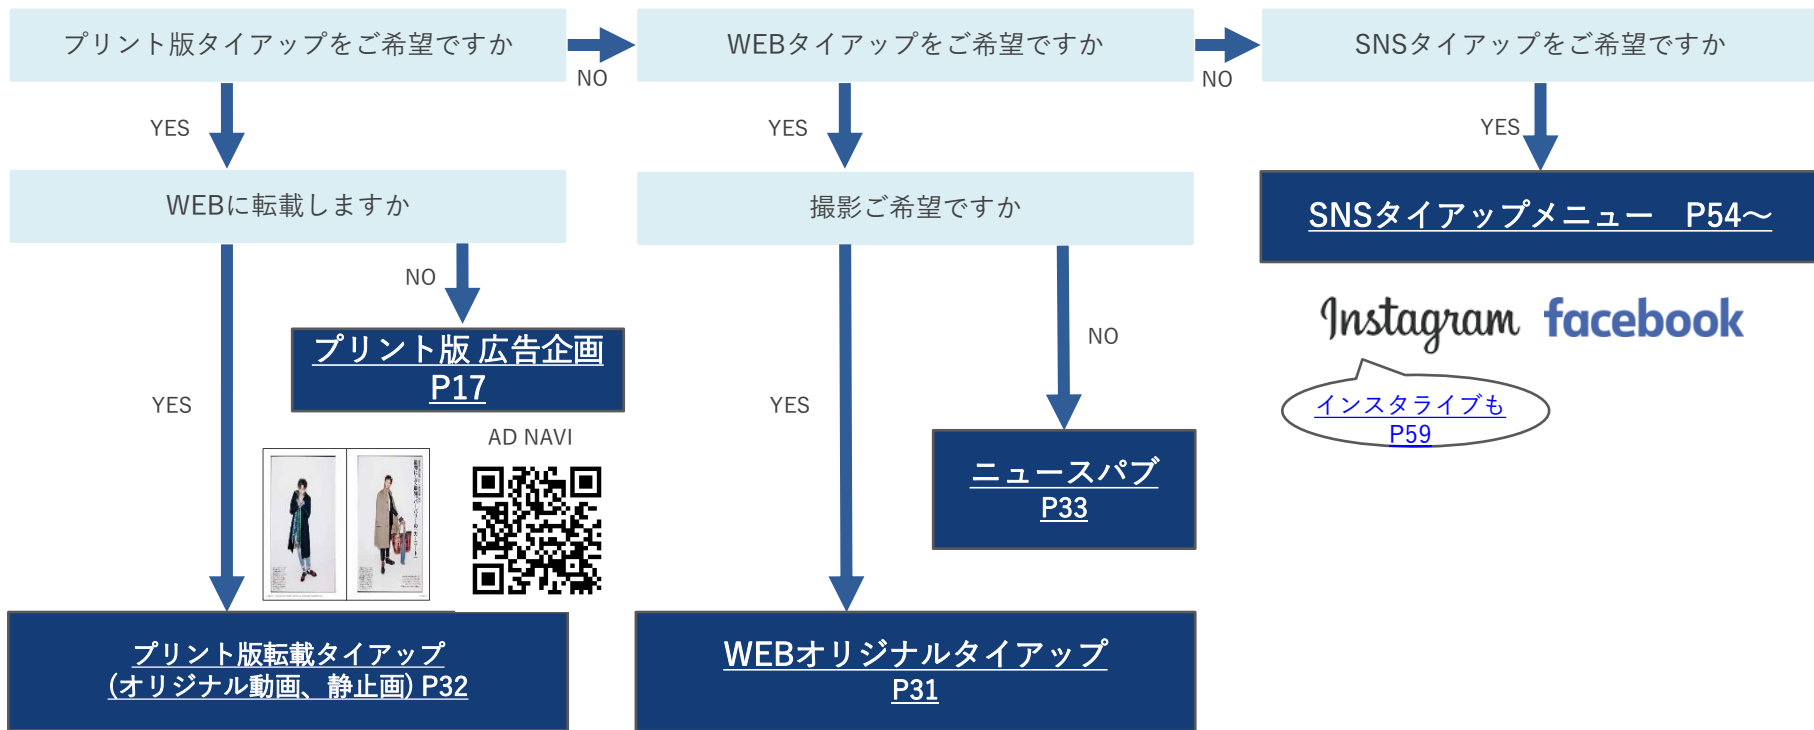 プリント版タイアップをご希望ですか
NO
WEBタイアップをご希望ですか
NO
SNSタイアップをご希望ですか
YES
YES
YES
WEBに転載しますか
撮影ご希望ですか
SNSタイアップメニュー　P54～
NO
プリント版 広告企画
P17
NO
Instagram
facebook
インスタライブも
P59
YES
YES
AD NAVI
ニュースパブ
P33
プリント版転載タイアップ
(オリジナル動画、静止画) P32
WEBオリジナルタイアップ
P31